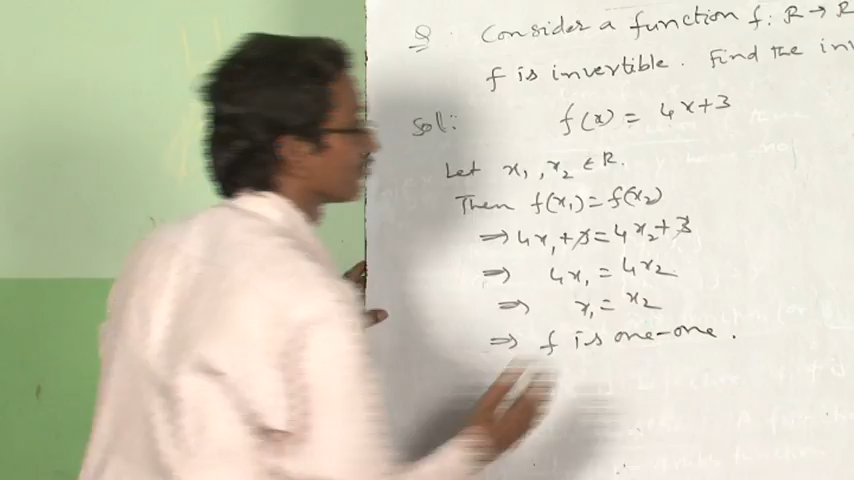 Q. Consider a function f: R → R
f is invertible. Find the inv
Sol: f(x) = 4x+3
Let x₁, x₂ ∈ R.
Then f(x₁) = f(x₂)
⇒ 4x₁ + 3 = 4x₂ + 3
⇒ 4x₁ = 4x₂
⇒ x₁ = x₂
⇒ f is one-one.